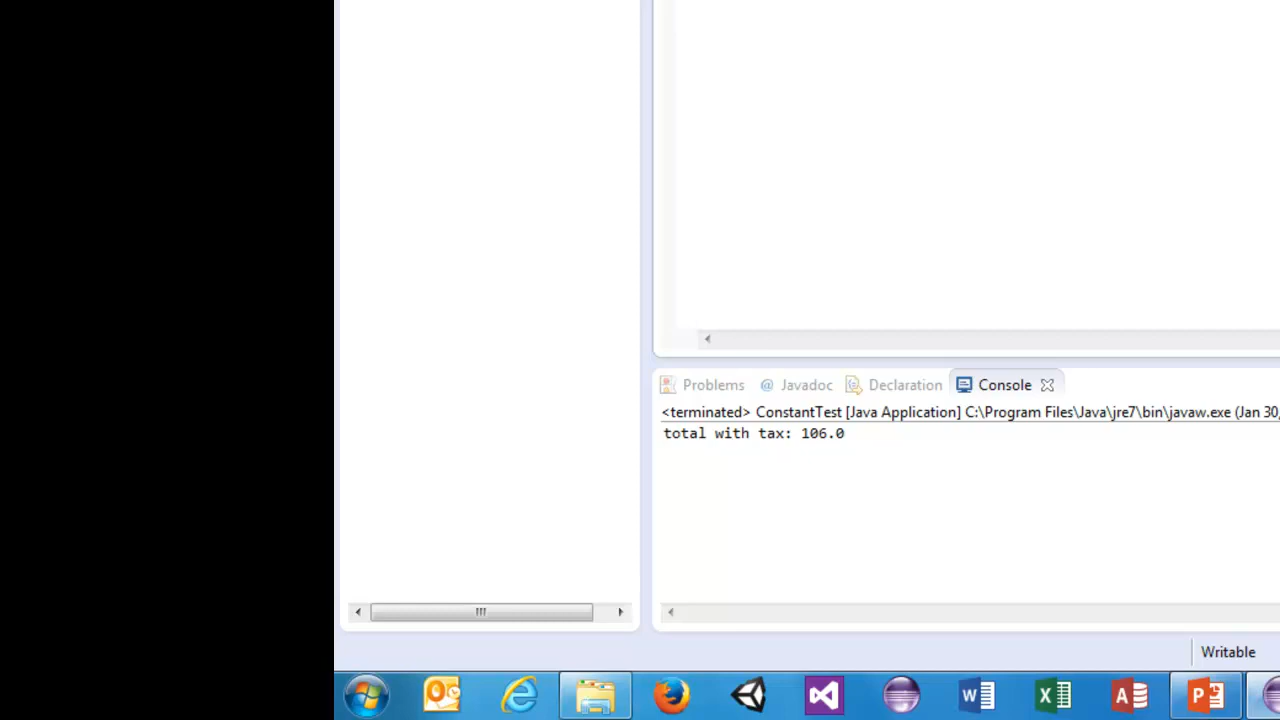 Problems @ Javadoc Declaration Console
<terminated> ConstantTest [Java Application] C:\Program Files\Java\jre7\bin\javaw.exe (Jan 30,
total with tax: 106.0
Writable